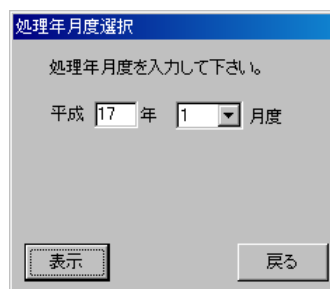 処理年月度選択
処理年月度を入力して下さい。
平成 17 年 1 月度
表示 戻る